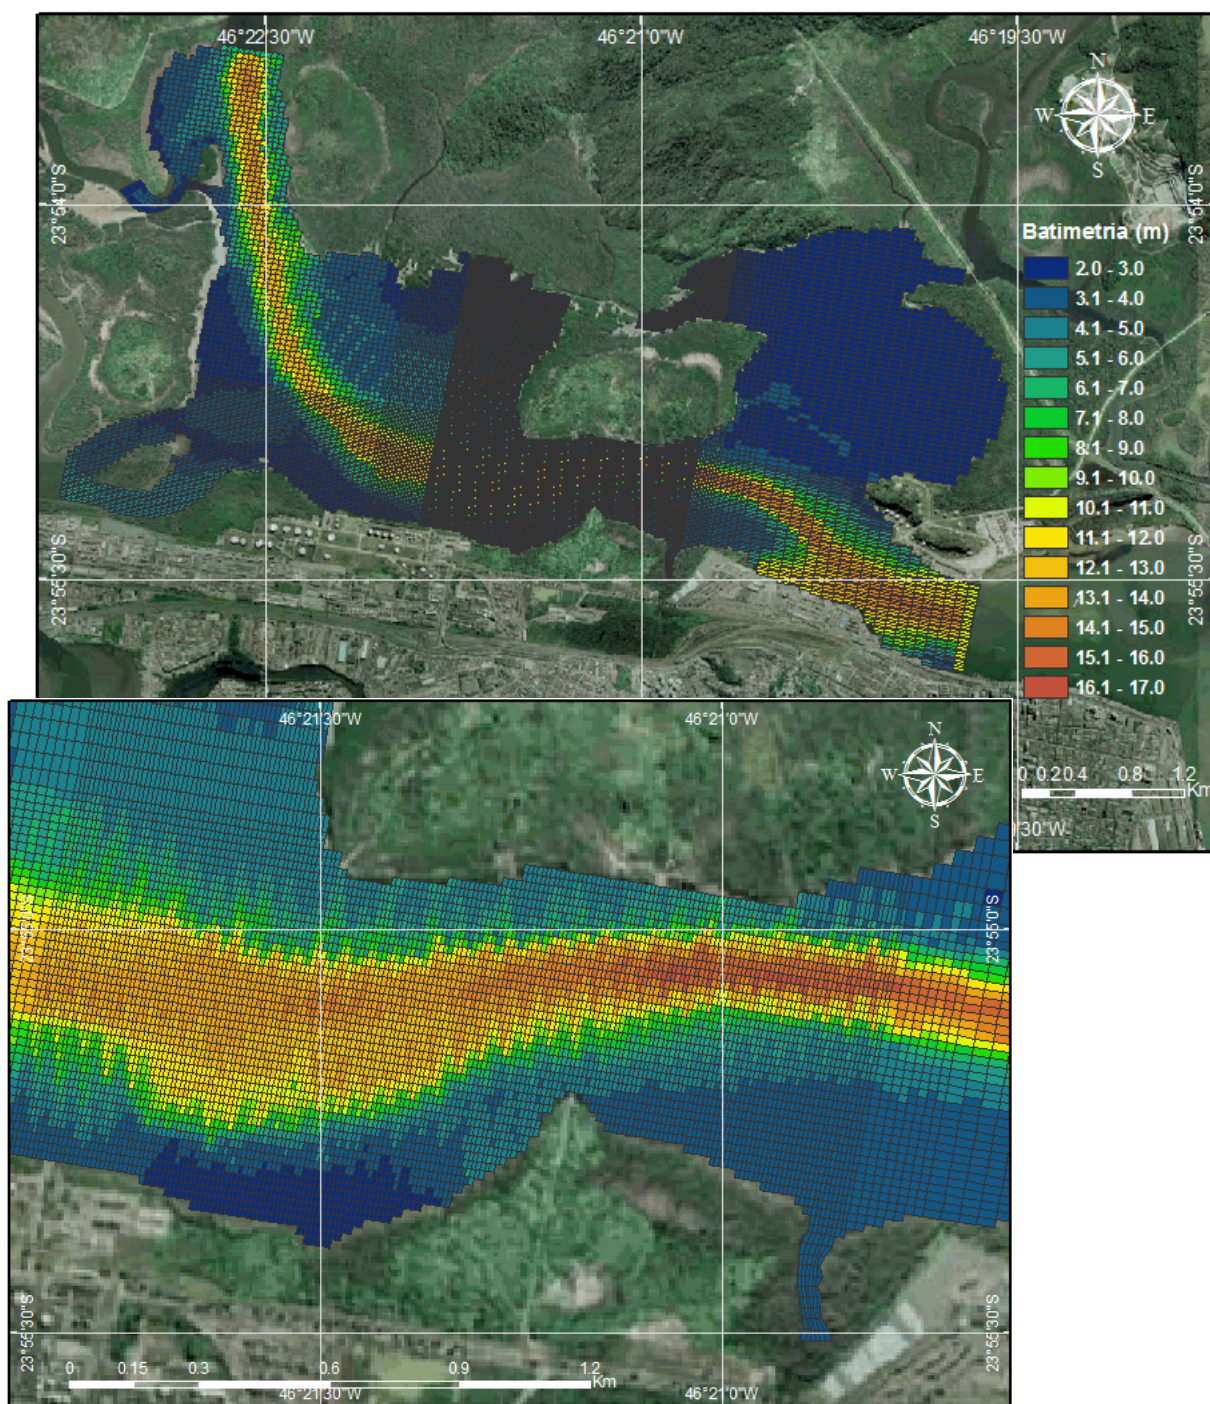 46°22'30"W
46°21'0"W
46°19'30"W
N
W
E
S
23°54'0"S
23°54'0"S
Batimetria (m)
2.0 - 3.0
3.1 - 4.0
4.1 - 5.0
5.1 - 6.0
6.1 - 7.0
7.1 - 8.0
8.1 - 9.0
9.1 - 10.0
10.1 - 11.0
11.1 - 12.0
12.1 - 13.0
13.1 - 14.0
14.1 - 15.0
15.1 - 16.0
16.1 - 17.0
23°55'30"S
23°55'30"S
0 0.2 0.4 0.8 1.2
Km
30"W
46°21'30"W
46°21'0"W
N
W
E
S
23°55'0"S
23°55'0"S
23°55'30"S
23°55'30"S
0 0.15 0.3 0.6 0.9 1.2
Km
46°21'30"W
46°21'0"W